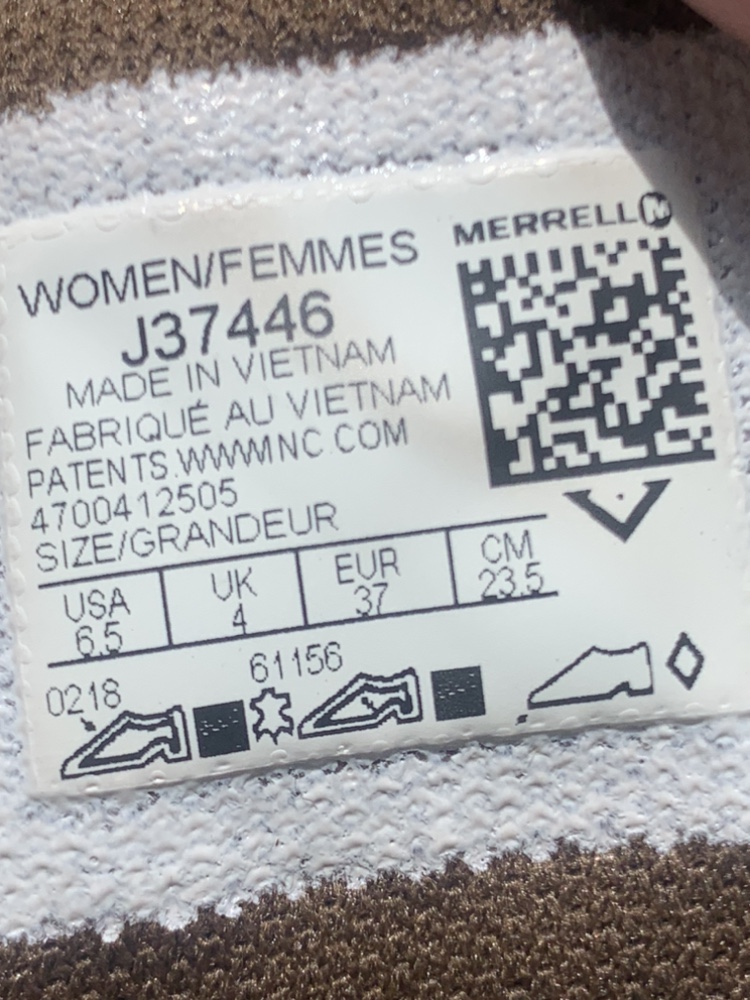 MERRELL
WOMEN/FEMMES
J37446
MADE IN VIETNAM
FABRIQUÉ AU VIETNAM
PATENTS.WWWINC.COM
4700412505
SIZE/GRANDEUR
USA UK EUR CM
6.5 4 37 23.5
61156
0218